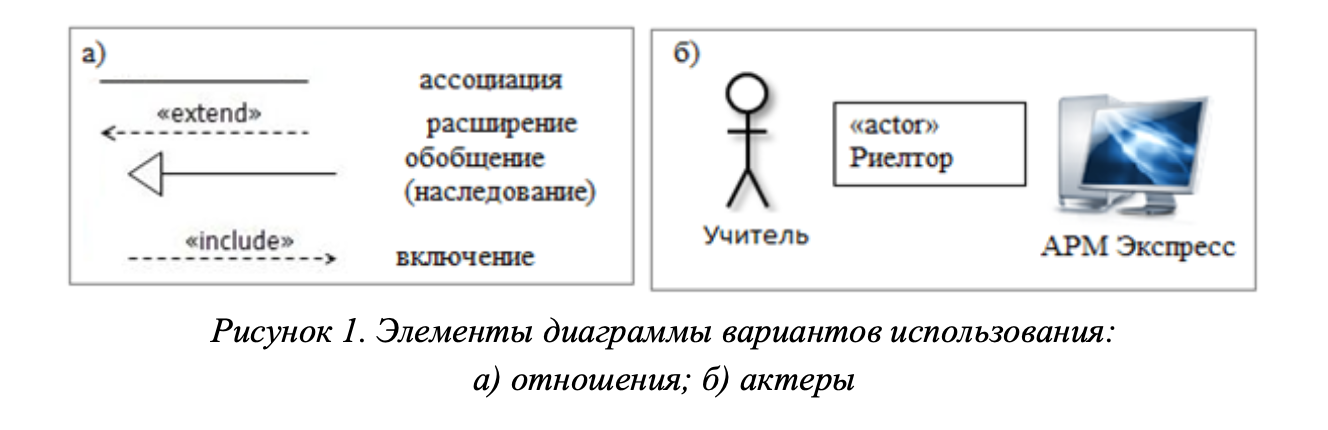 а)
ассоциация
«extend»
расширение
обобщение
(наследование)
«include»
включение
б)
Учитель
«actor»
Риелтор
АРМ Экспресс
Рисунок 1. Элементы диаграммы вариантов использования:
а) отношения; б) актеры